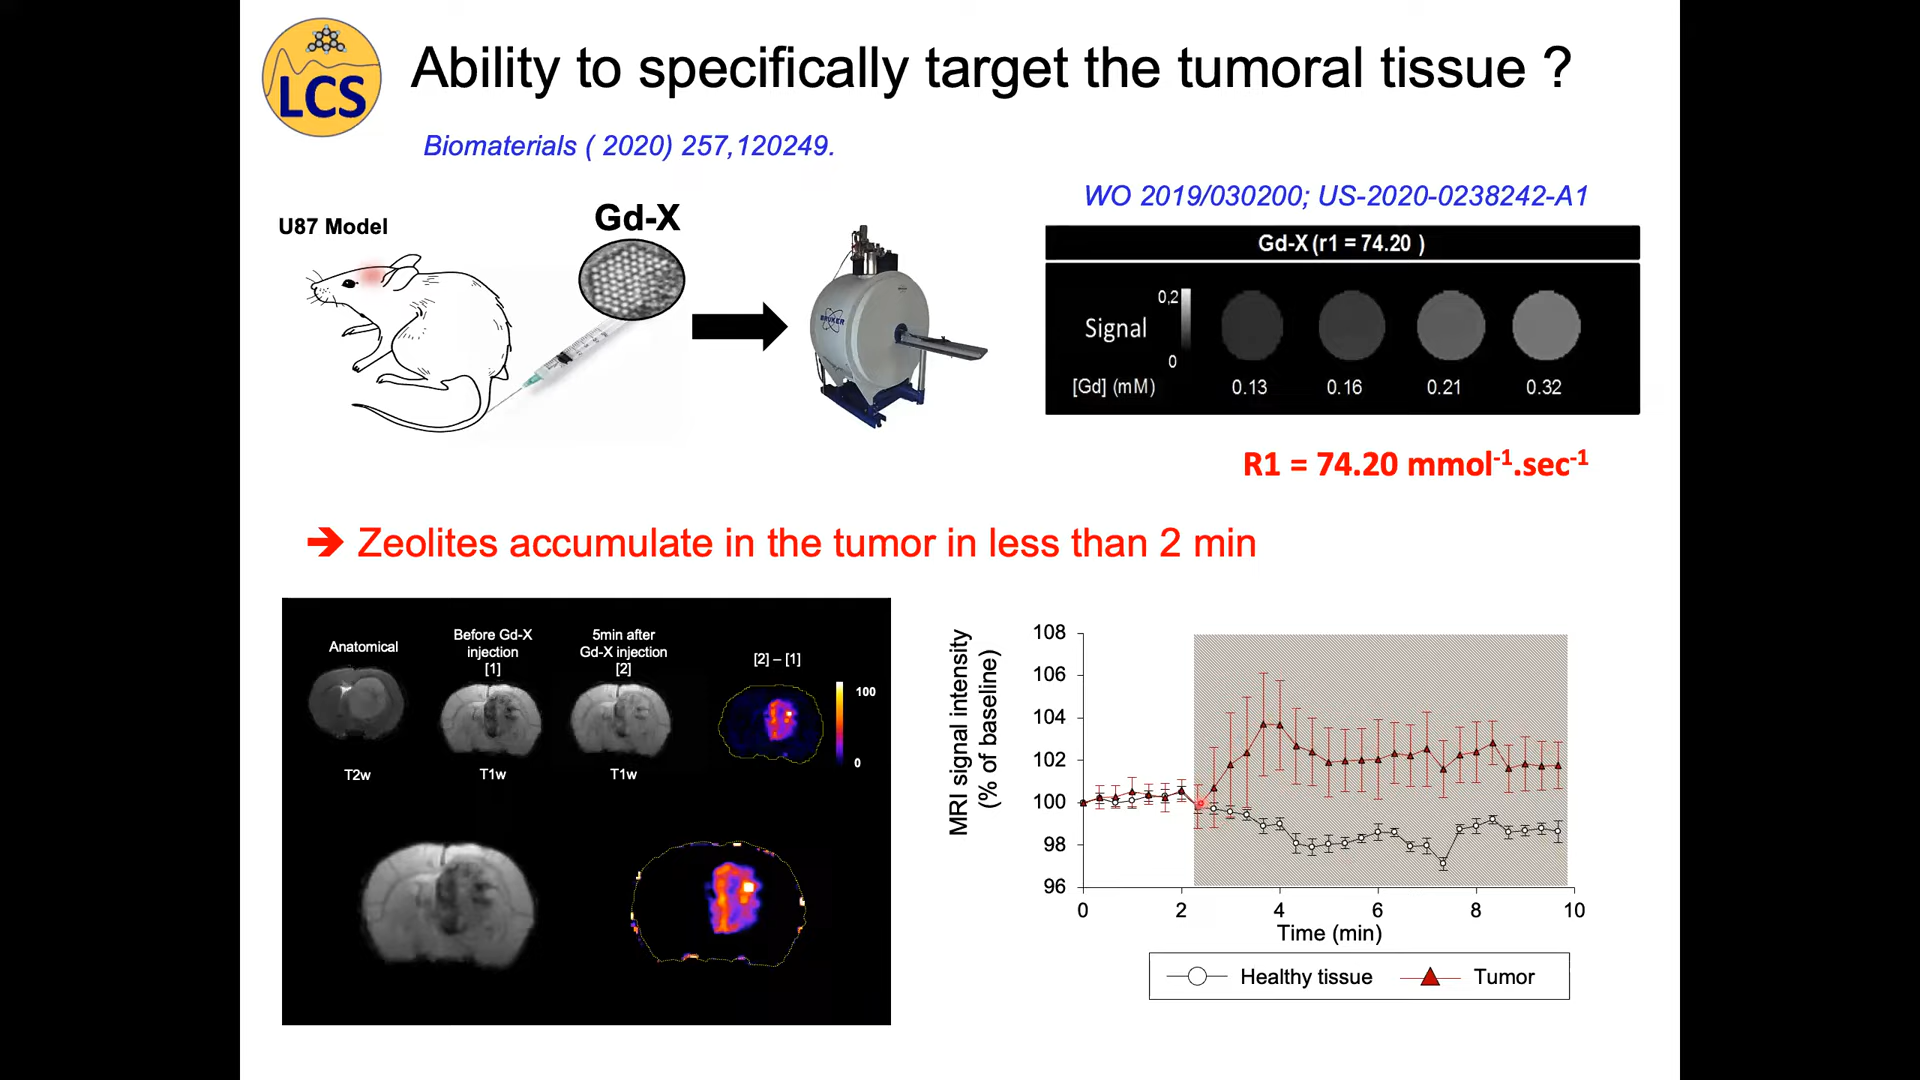 LCS
Ability to specifically target the tumoral tissue ?
Biomaterials ( 2020) 257,120249.
WO 2019/030200; US-2020-0238242-A1
U87 Model
Gd-X
BRUKER
Gd-X (r1 = 74.20 )
Signal
0,2
0
[Gd] (mM)
0.13 0.16 0.21 0.32
R1 = 74.20 mmol⁻¹.sec⁻¹
➔ Zeolites accumulate in the tumor in less than 2 min
Anatomical
Before Gd-X
injection
[1]
5min after
Gd-X injection
[2]
[2] – [1]
100
0
T2w
T1w
T1w
MRI signal intensity
(% of baseline)
108
106
104
102
100
98
96
0 2 4 6 8 10
Time (min)
Healthy tissue
Tumor